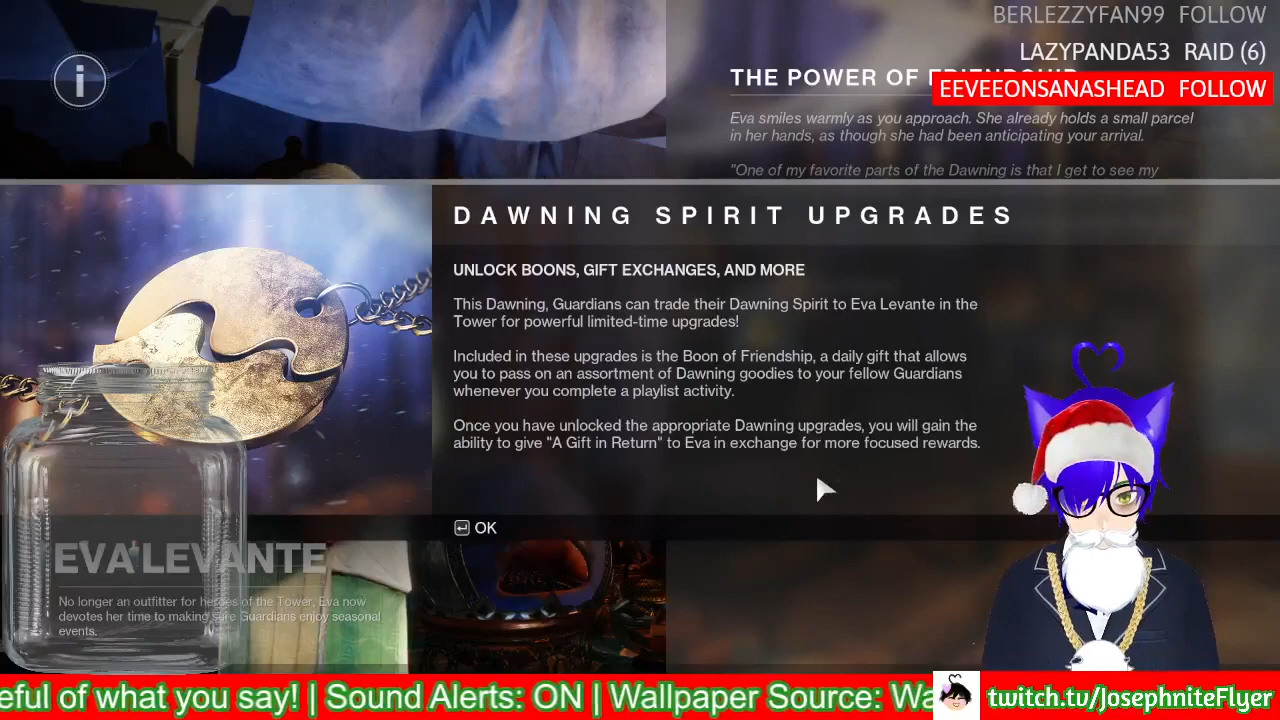 BERLEZZYFAN99 FOLLOW
LAZYPANDA53 RAID (6)
THE POWER OF FRIENDSHIP
EEVEEONSANASHEAD FOLLOW
Eva smiles warmly as you approach. She already holds a small parcel
in her hands, as though she had been anticipating your arrival.
"One of my favorite parts of the Dawning is that I get to see my
DAWNING SPIRIT UPGRADES
UNLOCK BOONS, GIFT EXCHANGES, AND MORE
This Dawning, Guardians can trade their Dawning Spirit to Eva Levante in the
Tower for powerful limited-time upgrades!
Included in these upgrades is the Boon of Friendship, a daily gift that allows
you to pass on an assortment of Dawning goodies to your fellow Guardians
whenever you complete a playlist activity.
Once you have unlocked the appropriate Dawning upgrades, you will gain the
ability to give "A Gift in Return" to Eva in exchange for more focused rewards.
OK
EVA LEVANTE
No longer an outfitter for heroes of the Tower, Eva now
devotes her time to making sure Guardians enjoy seasonal
events.
eful of what you say! | Sound Alerts: ON | Wallpaper Source: Wa
twitch.tv/JosephniteFlyer